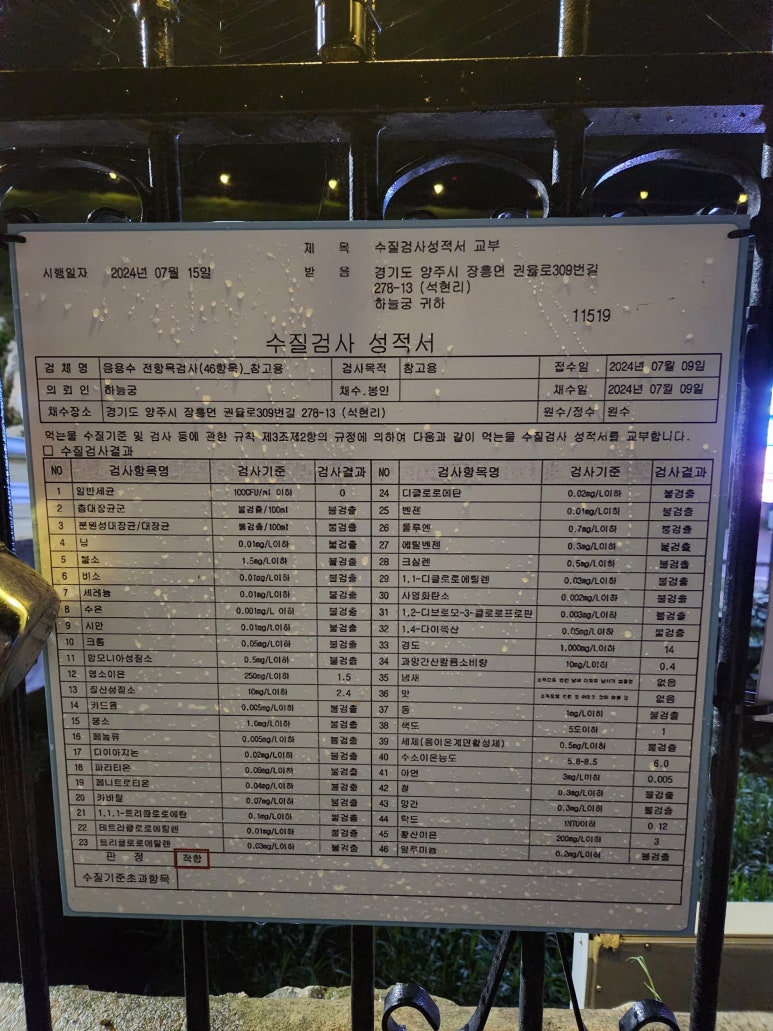 제 목 수질검사성적서 교부
시행일자 2024년 07월 15일 받 음 경기도 양주시 장흥면 권율로309번길
278-13 (석현리)
하늘궁 귀하
11519
수질검사 성적서
검 체 명 음용수 전항목검사(46항목)_참고용 검사목적 참고용 접수일 2024년 07월 09일
의 뢰 인 하늘궁 채수.봉인 채수일 2024년 07월 09일
채수장소 경기도 양주시 장흥면 권율로309번길 278-13 (석현리) 원수/정수 원수
먹는물 수질기준 및 검사 등에 관한 규칙 제3조제2항의 규정에 의하여 다음과 같이 먹는물 수질검사 성적서를 교부합니다.
□ 수질검사결과
NO 검사항목명 검사기준 검사결과 NO 검사항목명 검사기준 검사결과
1 일반세균 100CFU/ml 이하 0 24 디클로로메탄 0.02mg/L이하 불검출
2 총대장균군 불검출/100ml 불검출 25 벤젠 0.01mg/L이하 불검출
3 분원성대장균/대장균 불검출/100ml 불검출 26 톨루엔 0.7mg/L이하 불검출
4 납 0.01mg/L이하 불검출 27 에틸벤젠 0.3mg/L이하 불검출
5 불소 1.5mg/L이하 불검출 28 크실렌 0.5mg/L이하 불검출
6 비소 0.01mg/L이하 불검출 29 1,1-디클로로에틸렌 0.03mg/L이하 불검출
7 세레늄 0.01mg/L이하 불검출 30 사염화탄소 0.002mg/L이하 불검출
8 수은 0.001mg/L 이하 불검출 31 1,2-디브로모-3-클로로프로판 0.003mg/L이하 불검출
9 시안 0.01mg/L이하 불검출 32 1,4-다이옥산 0.05mg/L이하 불검출
10 크롬 0.05mg/L이하 불검출 33 경도 1,000mg/L이하 14
11 암모니아성질소 0.5mg/L이하 불검출 34 과망간산칼륨소비량 10mg/L이하 0.4
12 염소이온 250mg/L이하 1.5 35 냄새 없음
13 질산성질소 10mg/L이하 2.4 36 맛 없음
14 카드뮴 0.005mg/L이하 불검출 37 동 1mg/L이하 불검출
15 붕소 1.0mg/L이하 불검출 38 색도 5도이하 1
16 페놀류 0.005mg/L이하 불검출 39 세제(음이온계면활성제) 0.5mg/L이하 불검출
17 다이아지논 0.02mg/L이하 불검출 40 수소이온농도 5.8-8.5 6.0
18 파라티온 0.06mg/L이하 불검출 41 아연 3mg/L이하 0.005
19 페니트로티온 0.04mg/L이하 불검출 42 철 0.3mg/L이하 불검출
20 카바릴 0.07mg/L이하 불검출 43 망간 0.3mg/L이하 불검출
21 1,1,1-트리클로로에탄 0.1mg/L이하 불검출 44 탁도 1NTU이하 0.12
22 테트라클로로에틸렌 0.01mg/L이하 불검출 45 황산이온 200mg/L이하 3
23 트리클로로에틸렌 0.03mg/L이하 불검출 46 알루미늄 0.2mg/L이하 불검출
판 정 적합
수질기준초과항목